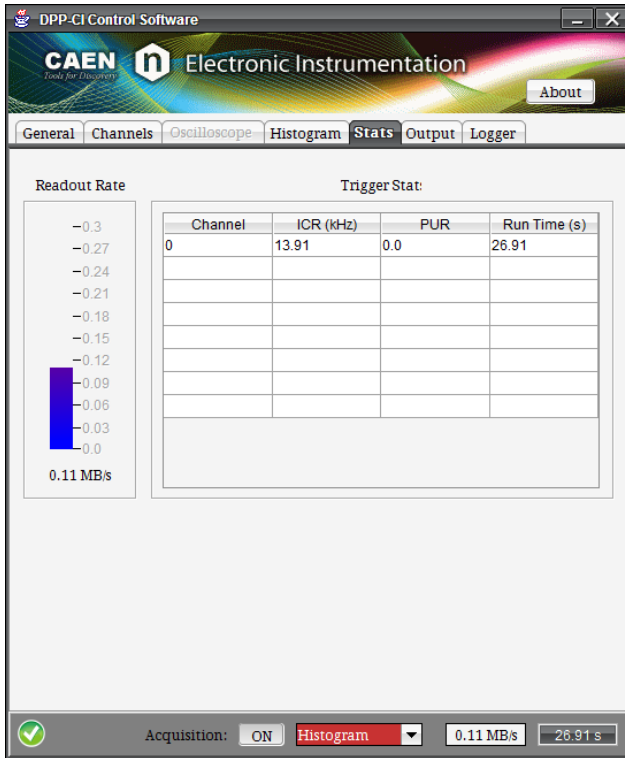 DPP-CI Control Software
CAEN n Electronic Instrumentation
Tools for Discovery
About
General Channels Oscilloscope Histogram Stats Output Logger
Readout Rate
0.3
0.27
0.24
0.21
0.18
0.15
0.12
0.09
0.06
0.03
0.0
0.11 MB/s
Trigger Stat:
Channel ICR (kHz) PUR Run Time (s)
0 13.91 0.0 26.91
Acquisition: ON Histogram 0.11 MB/s 26.91 s